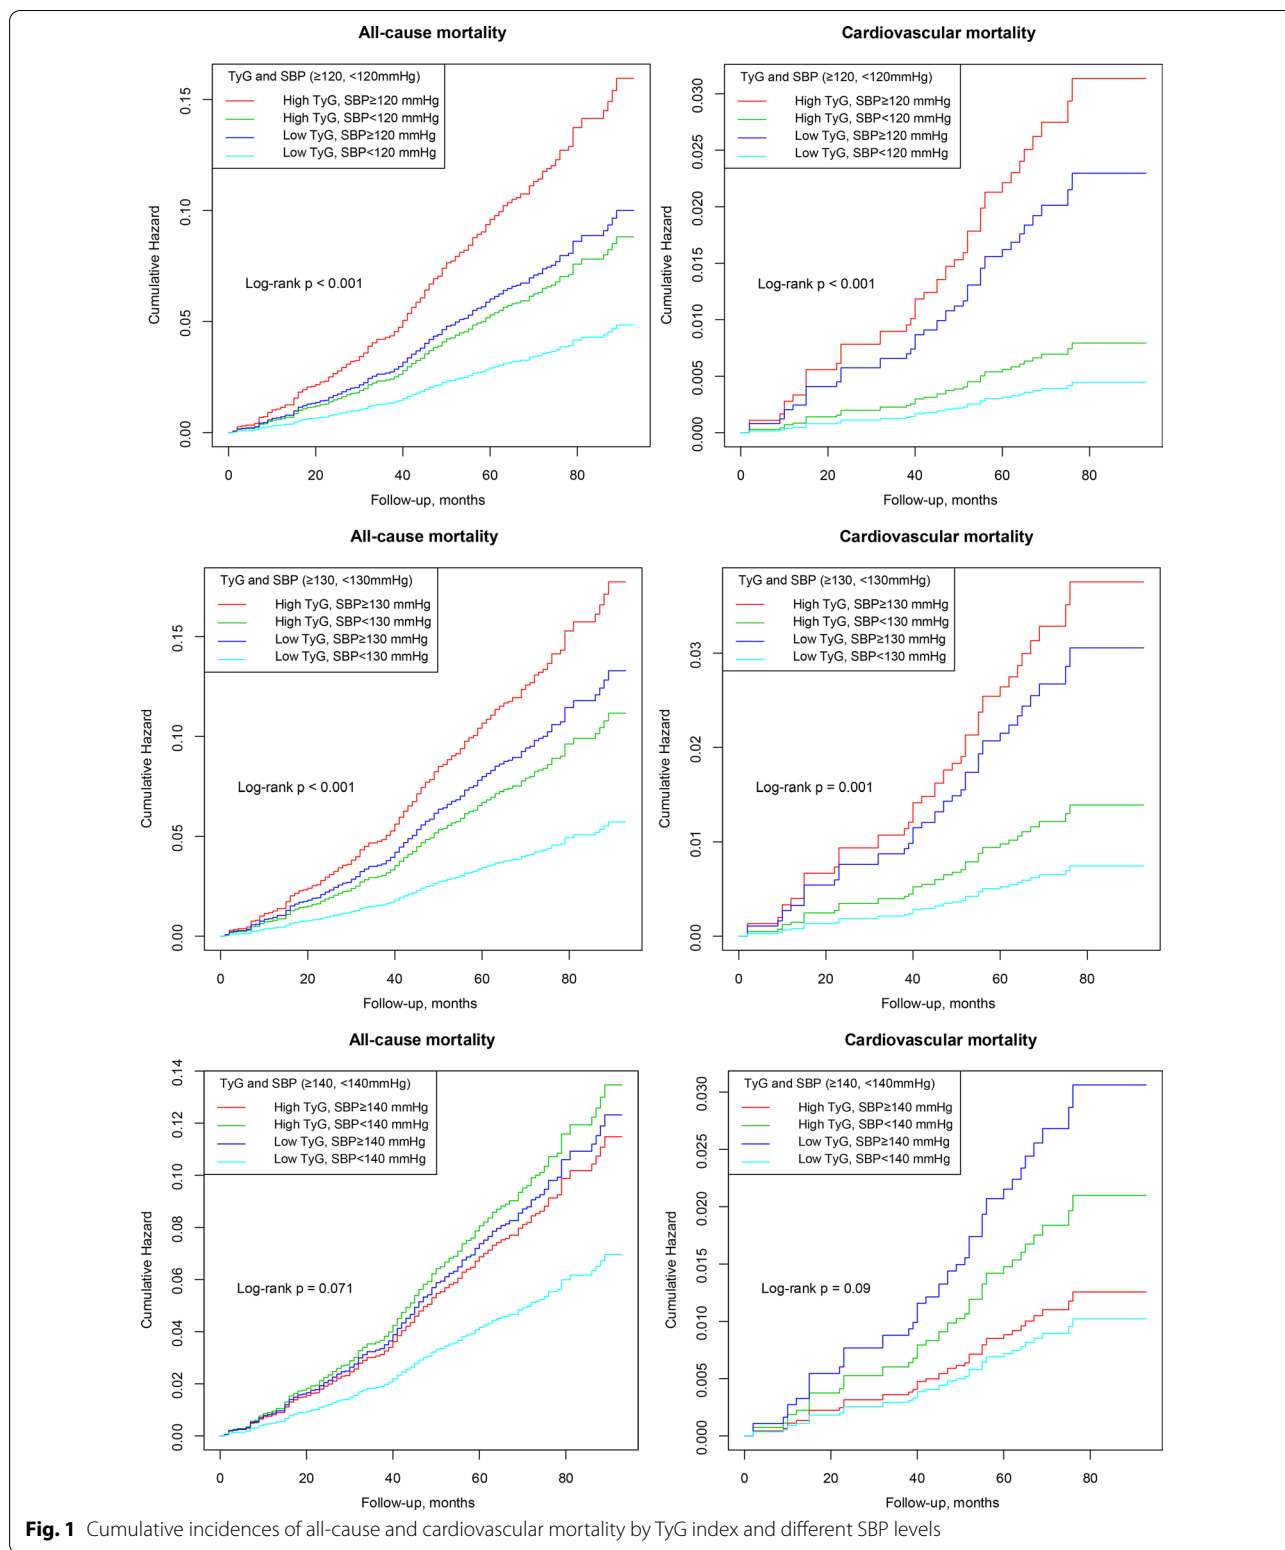 All-cause mortality
TyG and SBP (≥120, <120mmHg)
High TyG, SBP≥120 mmHg
High TyG, SBP<120 mmHg
Low TyG, SBP≥120 mmHg
Low TyG, SBP<120 mmHg
Log-rank p < 0.001
Cumulative Hazard
0.15
0.10
0.05
0.00
0 20 40 60 80
Follow-up, months
Cardiovascular mortality
TyG and SBP (≥120, <120mmHg)
High TyG, SBP≥120 mmHg
High TyG, SBP<120 mmHg
Low TyG, SBP≥120 mmHg
Low TyG, SBP<120 mmHg
Log-rank p < 0.001
Cumulative Hazard
0.030
0.025
0.020
0.015
0.010
0.005
0.000
0 20 40 60 80
Follow-up, months
All-cause mortality
TyG and SBP (≥130, <130mmHg)
High TyG, SBP≥130 mmHg
High TyG, SBP<130 mmHg
Low TyG, SBP≥130 mmHg
Low TyG, SBP<130 mmHg
Log-rank p < 0.001
Cumulative Hazard
0.15
0.10
0.05
0.00
0 20 40 60 80
Follow-up, months
Cardiovascular mortality
TyG and SBP (≥130, <130mmHg)
High TyG, SBP≥130 mmHg
High TyG, SBP<130 mmHg
Low TyG, SBP≥130 mmHg
Low TyG, SBP<130 mmHg
Log-rank p = 0.001
Cumulative Hazard
0.03
0.02
0.01
0.00
0 20 40 60 80
Follow-up, months
All-cause mortality
TyG and SBP (≥140, <140mmHg)
High TyG, SBP≥140 mmHg
High TyG, SBP<140 mmHg
Low TyG, SBP≥140 mmHg
Low TyG, SBP<140 mmHg
Log-rank p = 0.071
Cumulative Hazard
0.14
0.12
0.10
0.08
0.06
0.04
0.02
0.00
0 20 40 60 80
Follow-up, months
Cardiovascular mortality
TyG and SBP (≥140, <140mmHg)
High TyG, SBP≥140 mmHg
High TyG, SBP<140 mmHg
Low TyG, SBP≥140 mmHg
Low TyG, SBP<140 mmHg
Log-rank p = 0.09
Cumulative Hazard
0.030
0.025
0.020
0.015
0.010
0.005
0.000
0 20 40 60 80
Follow-up, months
Fig. 1 Cumulative incidences of all-cause and cardiovascular mortality by TyG index and different SBP levels